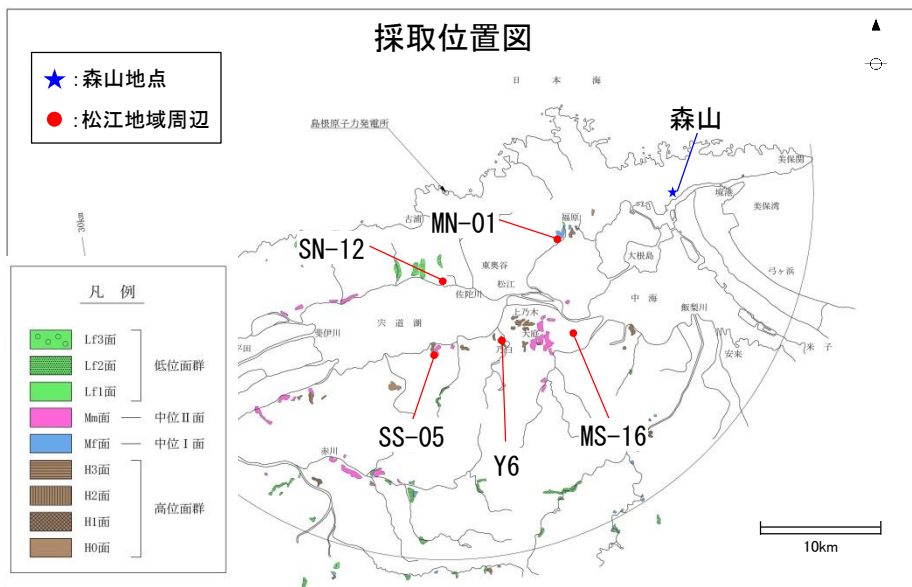 採取位置図
★：森山地点
●：松江地域周辺
日本海
島根原子力発電所
森山
美保関
境港
美保湾
30km
古浦
MN-01
福原
SN-12
東奥谷
大根島
弓ヶ浜
佐陀川
松江
中海
飯梨川
宍道湖
上乃木
大庭
斐伊川
乃白
安来
米子
SS-05
Y6
MS-16
赤川
凡例
Lf3面
Lf2面
低位面群
Lf1面
Mm面
中位Ⅱ面
Mf面
中位Ⅰ面
H3面
H2面
高位面群
H1面
H0面
10km